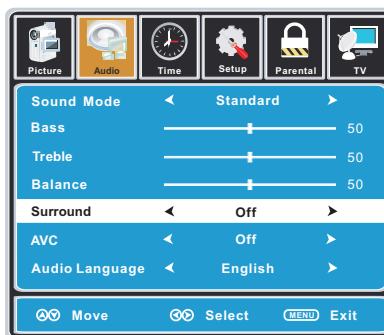 Picture Audio Time Setup Parental TV
Sound Mode Standard
Bass 50
Treble 50
Balance 50
Surround Off
AVC Off
Audio Language English
Move Select MENU Exit